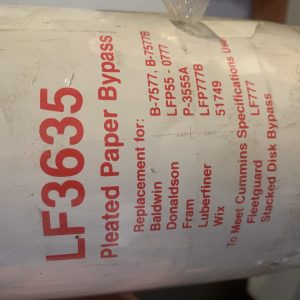 LF3635
Pleated Paper Bypass
Replacement for:
Baldwin B-7577, B-7577B
Donaldson LFP55 - 0777
Fram P-3555A
Luberfiner LFP777B
Wix 51749
To Meet Cummins Specifications Use
Fleetguard LF777
Stacked Disk Bypass